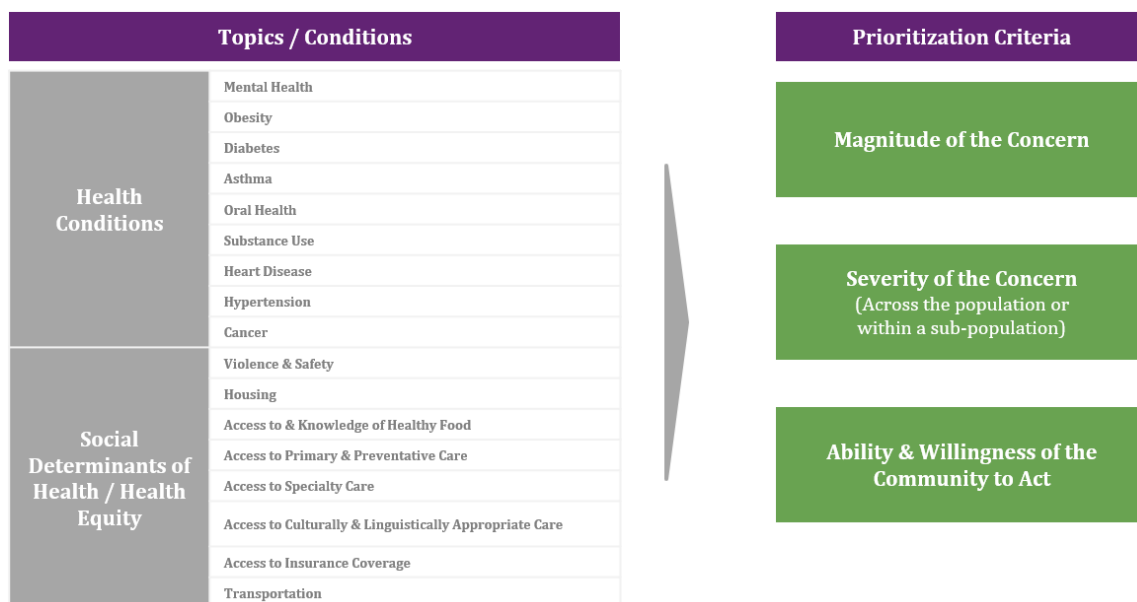 Topics / Conditions
Health
Conditions
Mental Health
Obesity
Diabetes
Asthma
Oral Health
Substance Use
Heart Disease
Hypertension
Cancer
Social
Determinants of
Health / Health
Equity
Violence & Safety
Housing
Access to & Knowledge of Healthy Food
Access to Primary & Preventative Care
Access to Specialty Care
Access to Culturally & Linguistically Appropriate Care
Access to Insurance Coverage
Transportation
Prioritization Criteria
Magnitude of the Concern
Severity of the Concern
(Across the population or
within a sub-population)
Ability & Willingness of the
Community to Act